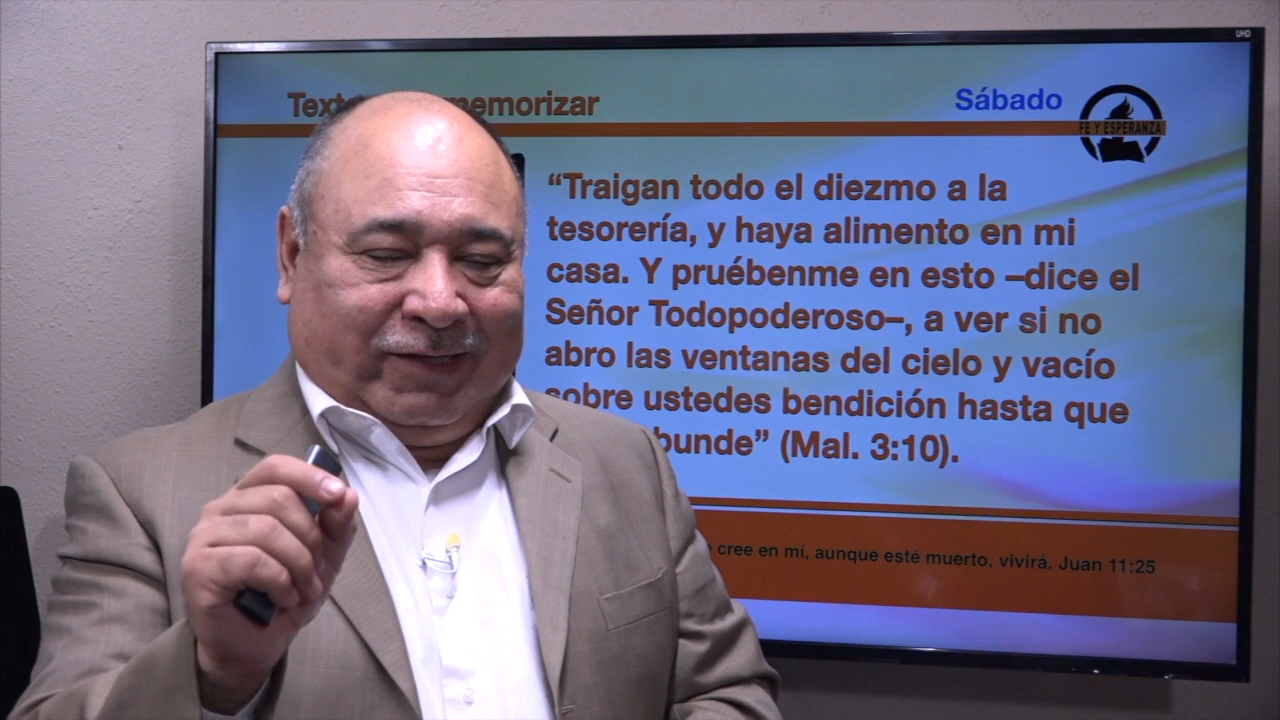 UHD
memorizar
Sábado
FE Y ESPERANZA
“Traigan todo el diezmo a la
tesorería, y haya alimento en mi
casa. Y pruébenme en esto –dice el
Señor Todopoderoso–, a ver si no
abro las ventanas del cielo y vacío
sobre ustedes bendición hasta que
bunde” (Mal. 3:10).
cree en mí, aunque esté muerto, vivirá. Juan 11:25